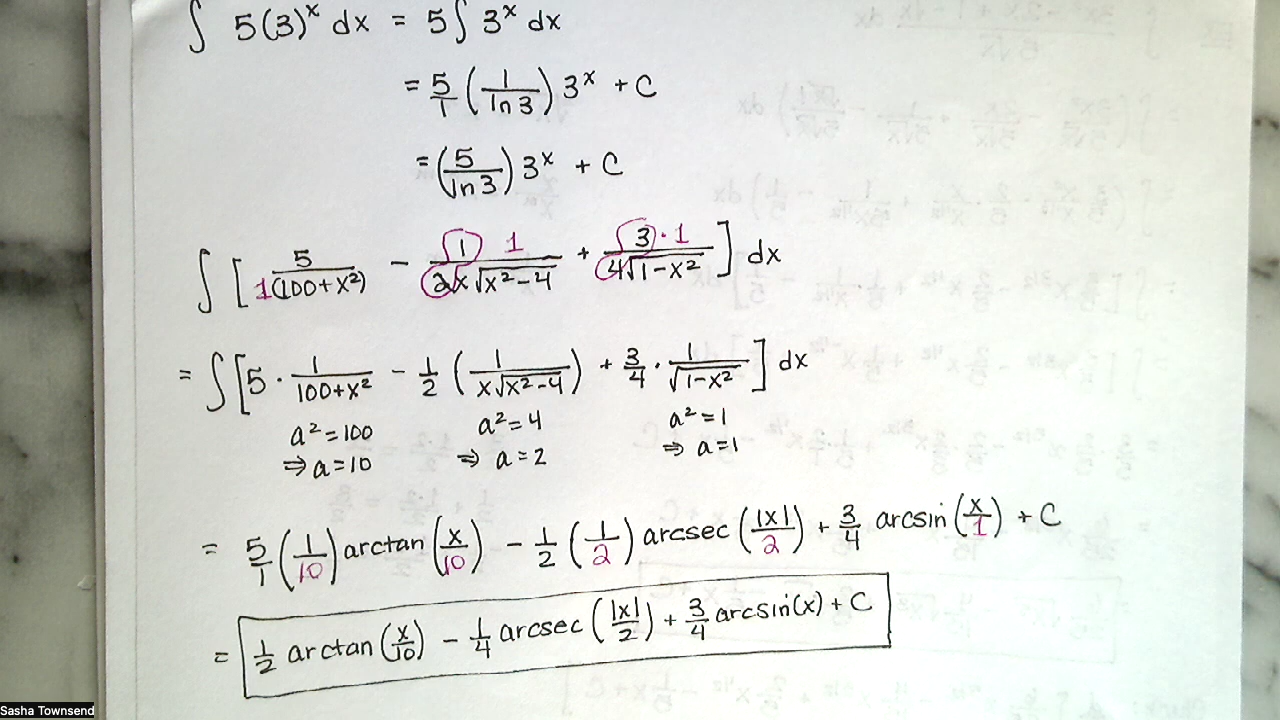 ∫ 5(3)^x dx = 5∫ 3^x dx
= 5/1 (1/ln 3) 3^x + C
= (5/ln 3) 3^x + C
∫ [ 5/1(100+x²) - 1·1/2x√(x²-4) + 3·1/4√(1-x²) ] dx
= ∫ [ 5 · 1/(100+x²) - 1/2 ( 1/x√(x²-4) ) + 3/4 · 1/√(1-x²) ] dx
a² = 100 a² = 4 a² = 1
⇒ a = 10 ⇒ a = 2 ⇒ a = 1
= 5/1 (1/10) arctan (x/10) - 1/2 (1/2) arcsec (|x|/2) + 3/4 arcsin (x/1) + C
= 1/2 arctan (x/10) - 1/4 arcsec (|x|/2) + 3/4 arcsin(x) + C
Sasha Townsend